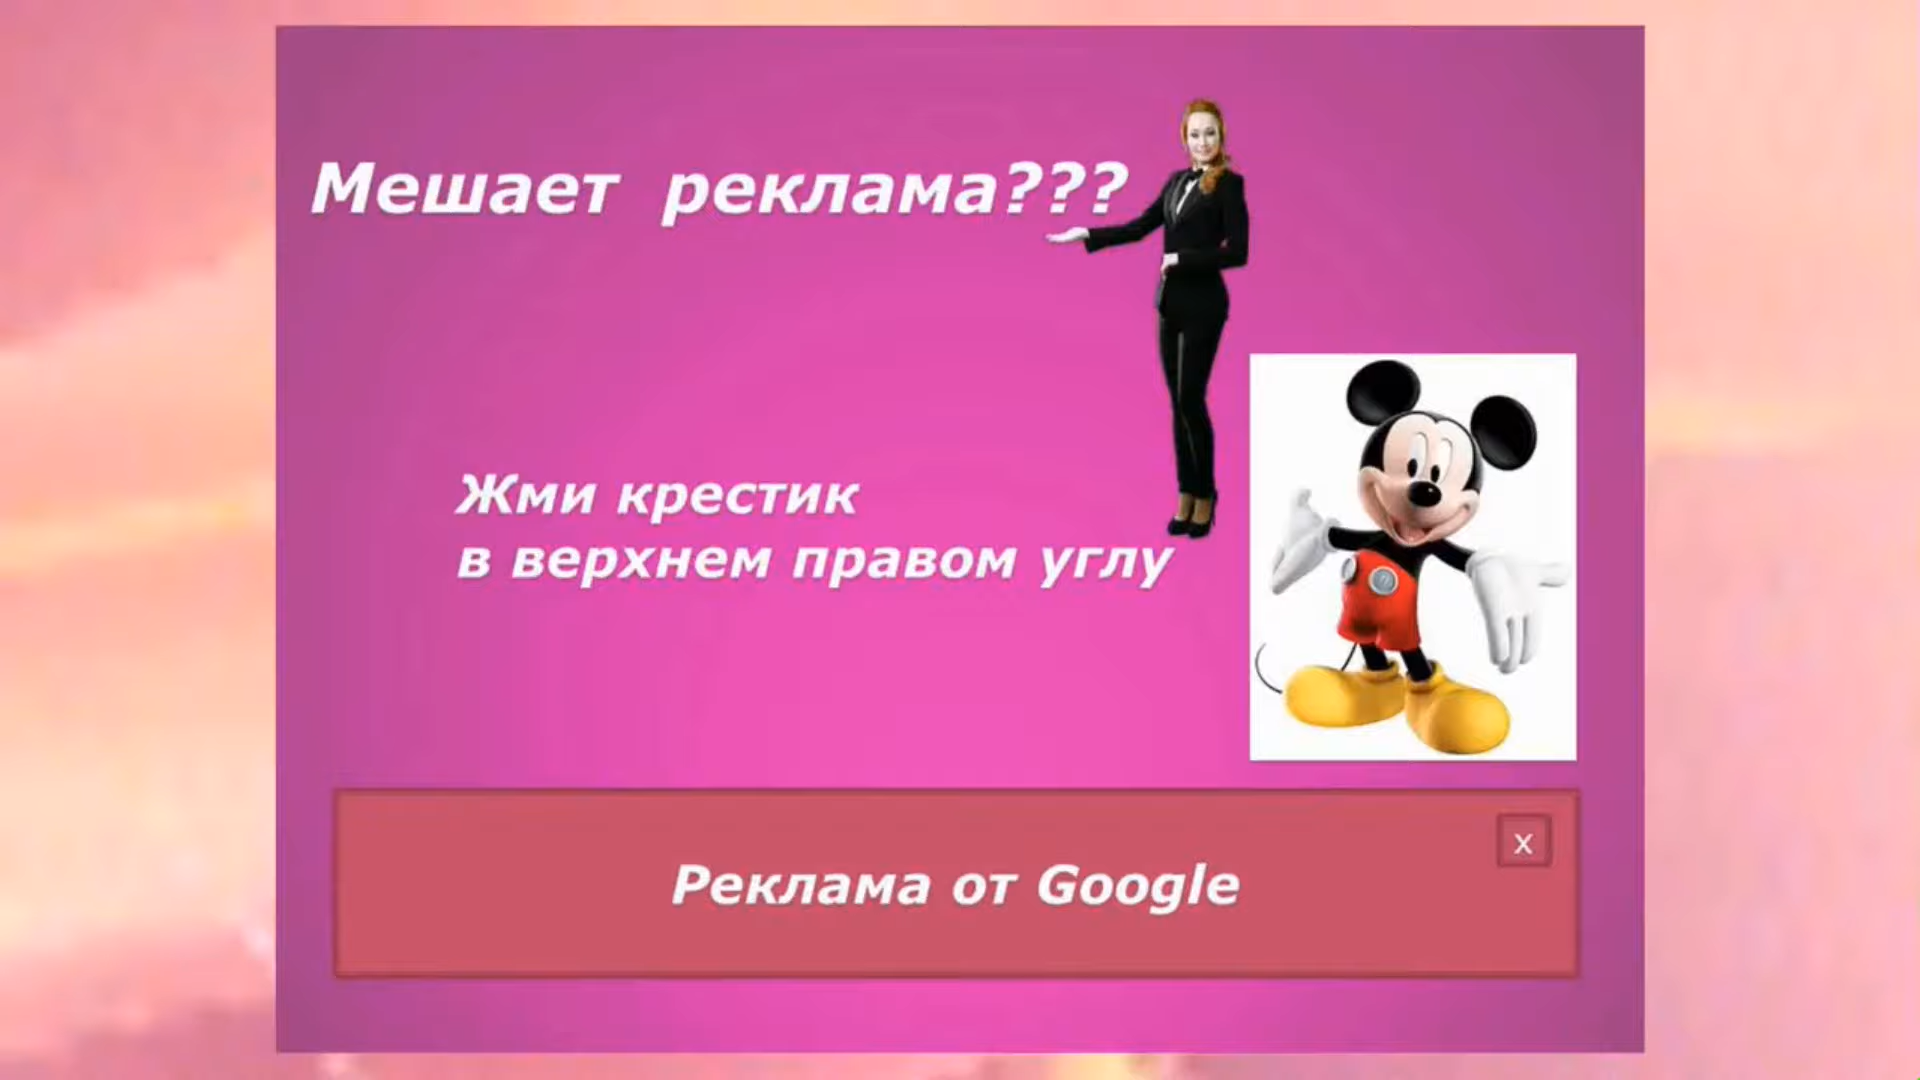 Мешает реклама???
Жми крестик
в верхнем правом углу
x
Реклама от Google